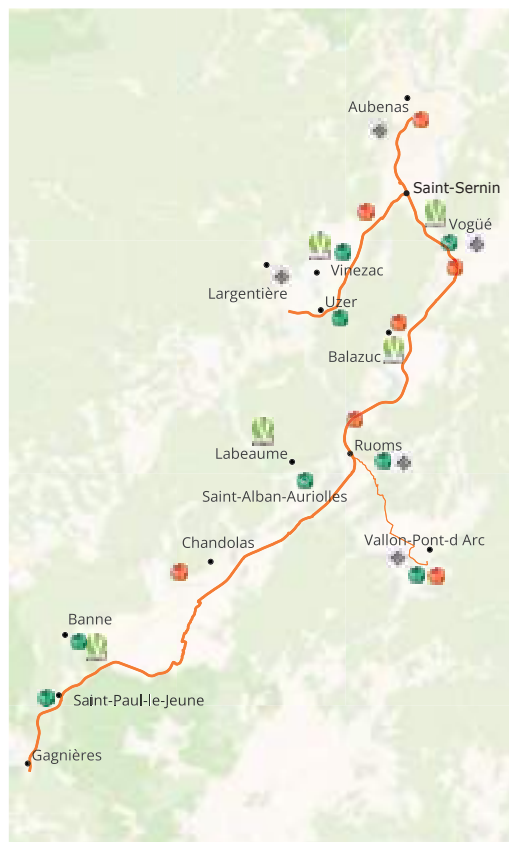 Aubenas
Saint-Sernin
Vogüé
Vinezac
Largentière
Uzer
Balazuc
Ruoms
Labeaume
Saint-Alban-Auriolles
Vallon-Pont-d Arc
Chandolas
Banne
Saint-Paul-le-Jeune
Gagnières